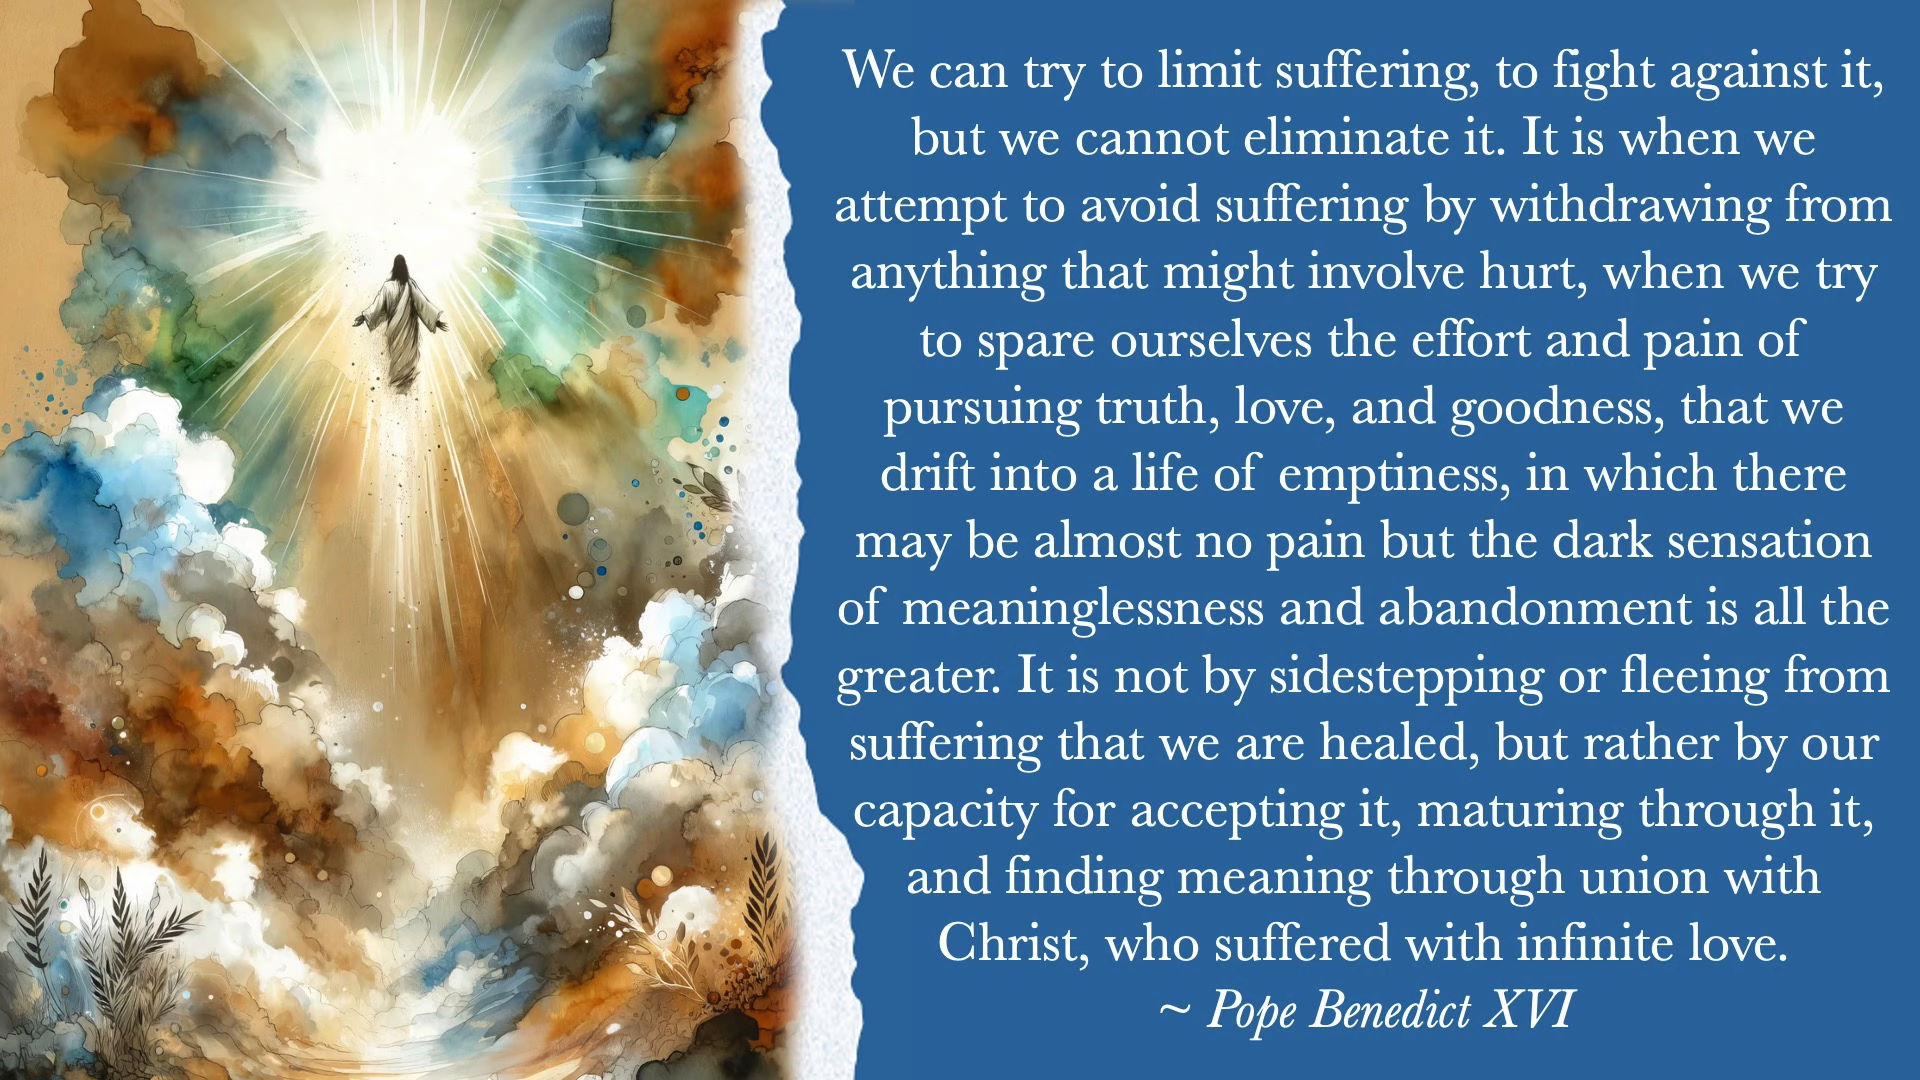 We can try to limit suffering, to fight against it,
but we cannot eliminate it. It is when we
attempt to avoid suffering by withdrawing from
anything that might involve hurt, when we try
to spare ourselves the effort and pain of
pursuing truth, love, and goodness, that we
drift into a life of emptiness, in which there
may be almost no pain but the dark sensation
of meaninglessness and abandonment is all the
greater. It is not by sidestepping or fleeing from
suffering that we are healed, but rather by our
capacity for accepting it, maturing through it,
and finding meaning through union with
Christ, who suffered with infinite love.
~ Pope Benedict XVI